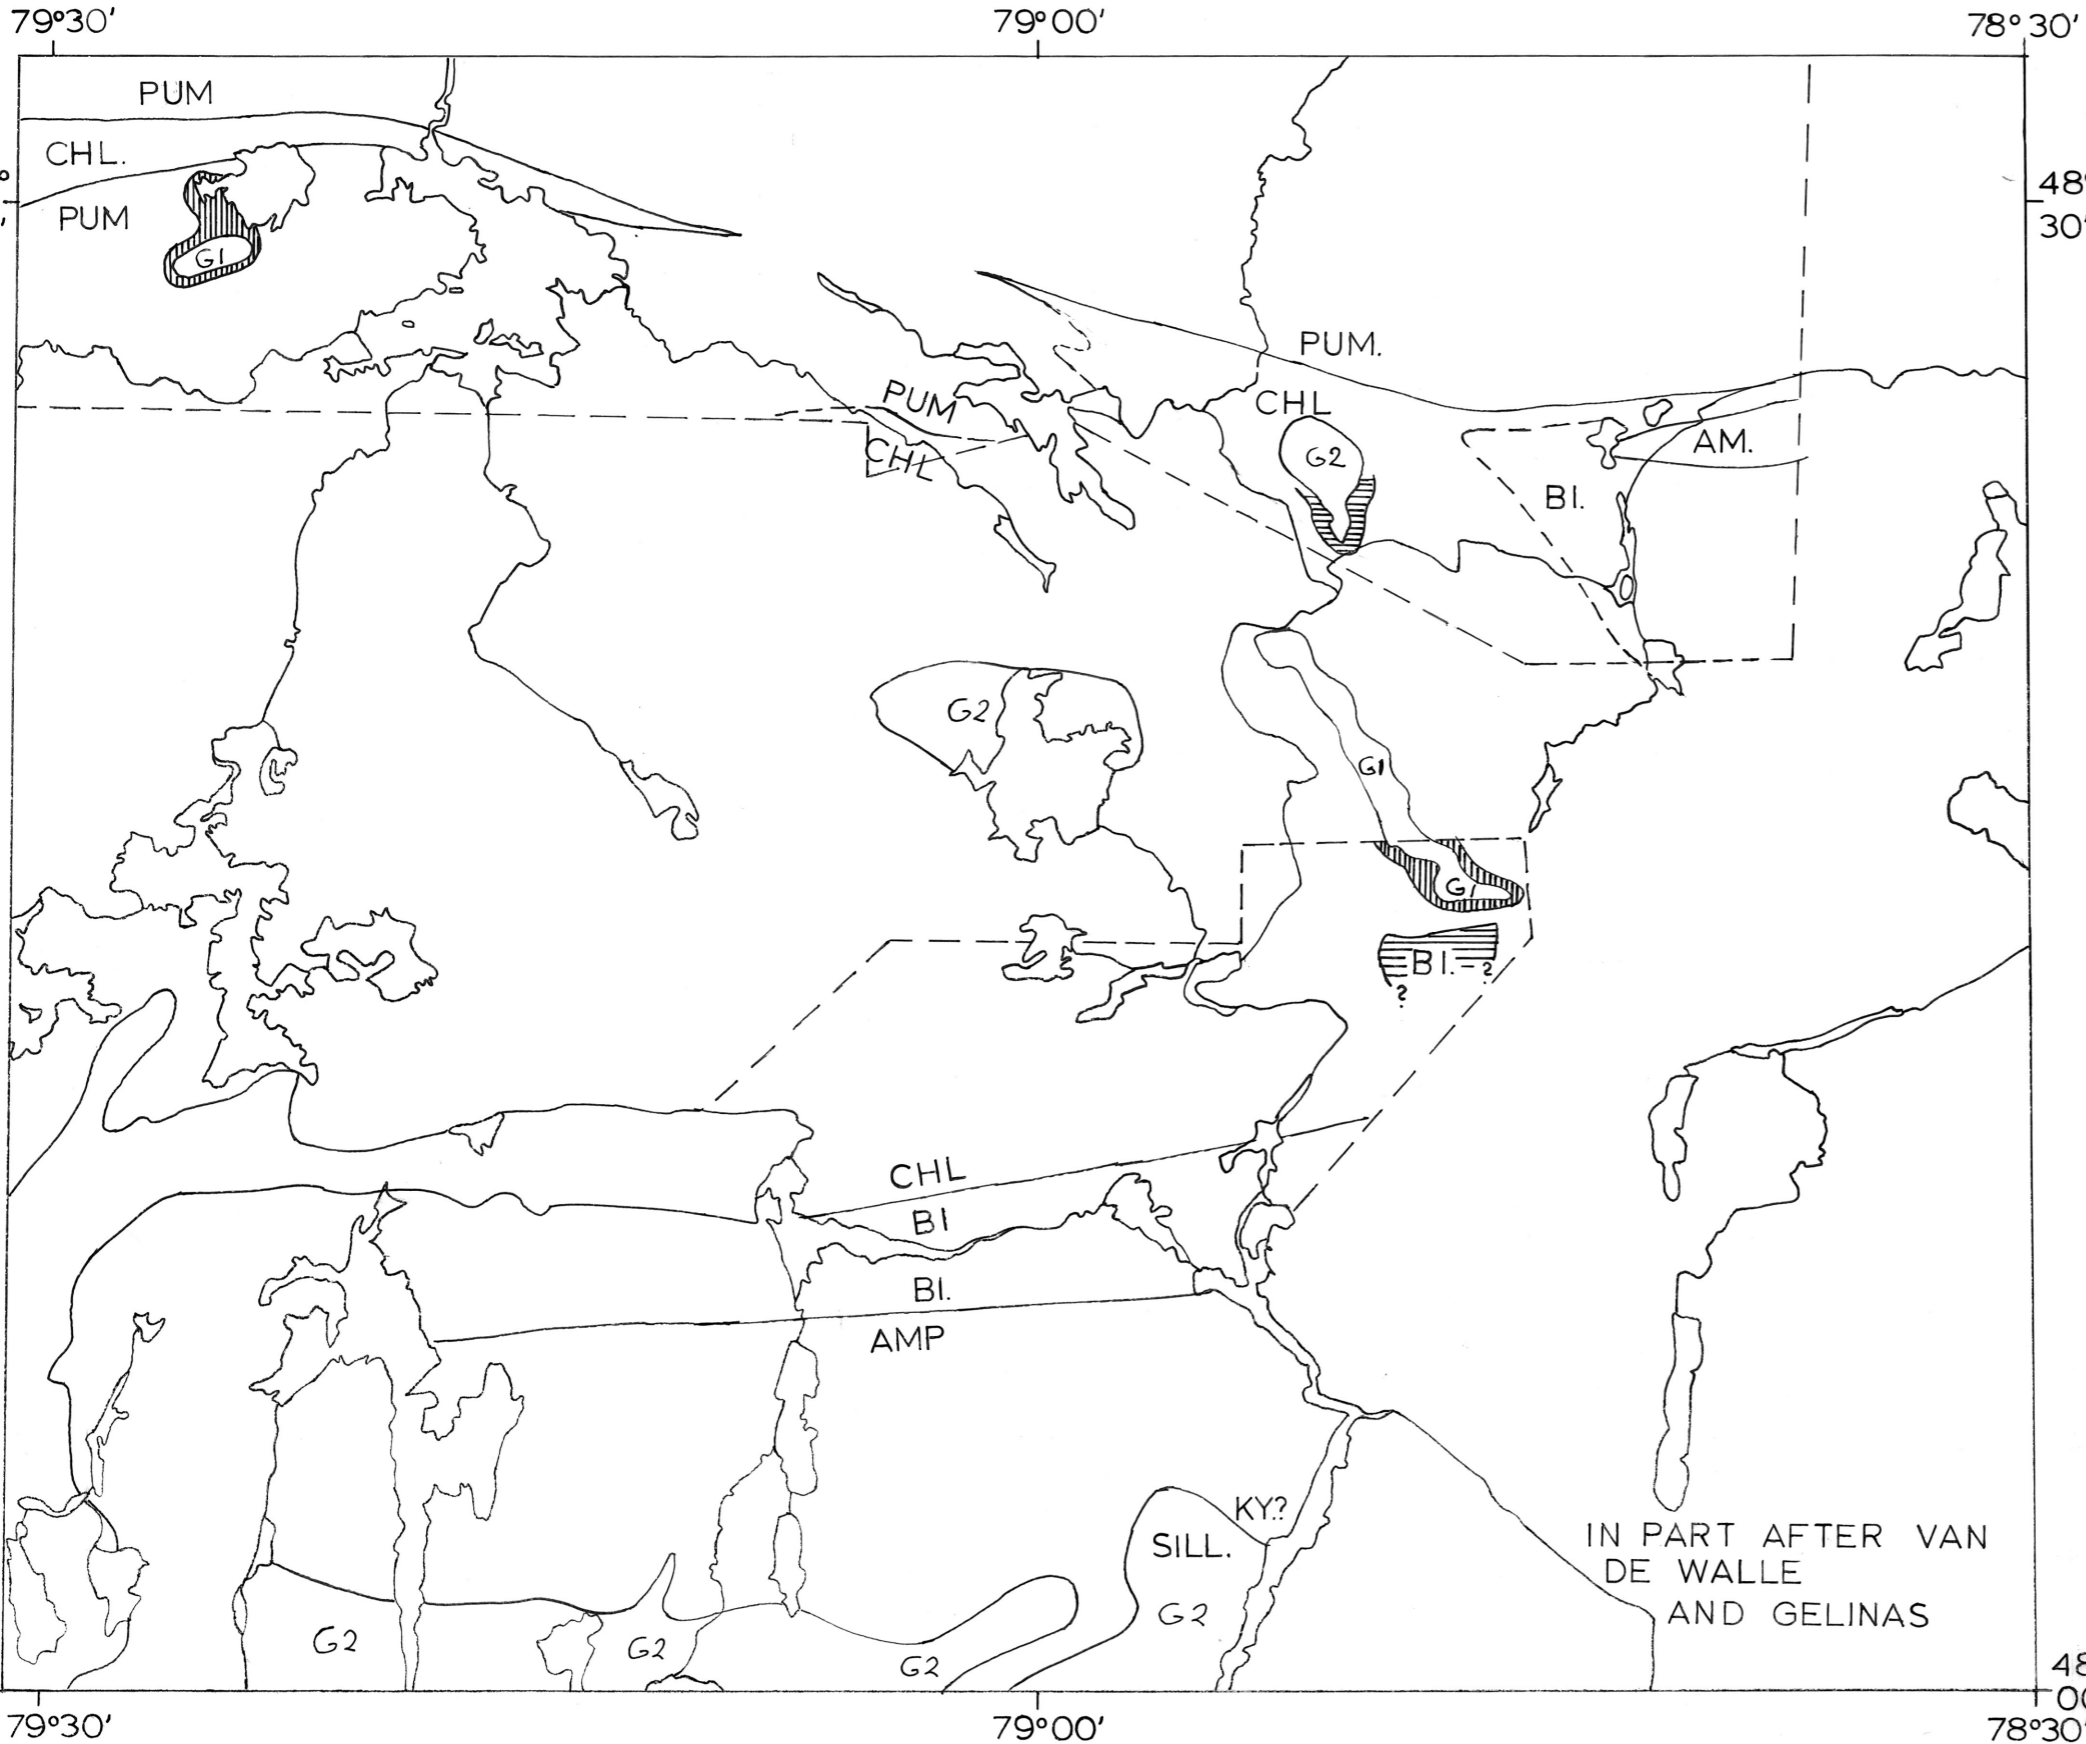 79°30'
79°00'
78°30'
PUM
CHL.
PUM
G1
48°
30'
PUM.
PUM
CHL
CHL
G2
AM.
BI.
G2
G1
G1
BI.-?
?
CHL
BI
BI.
AMP
KY.?
SILL.
G2
G2
G2
G2
IN PART AFTER VAN
DE WALLE
AND GELINAS
48
00
79°30'
79°00'
78°30'